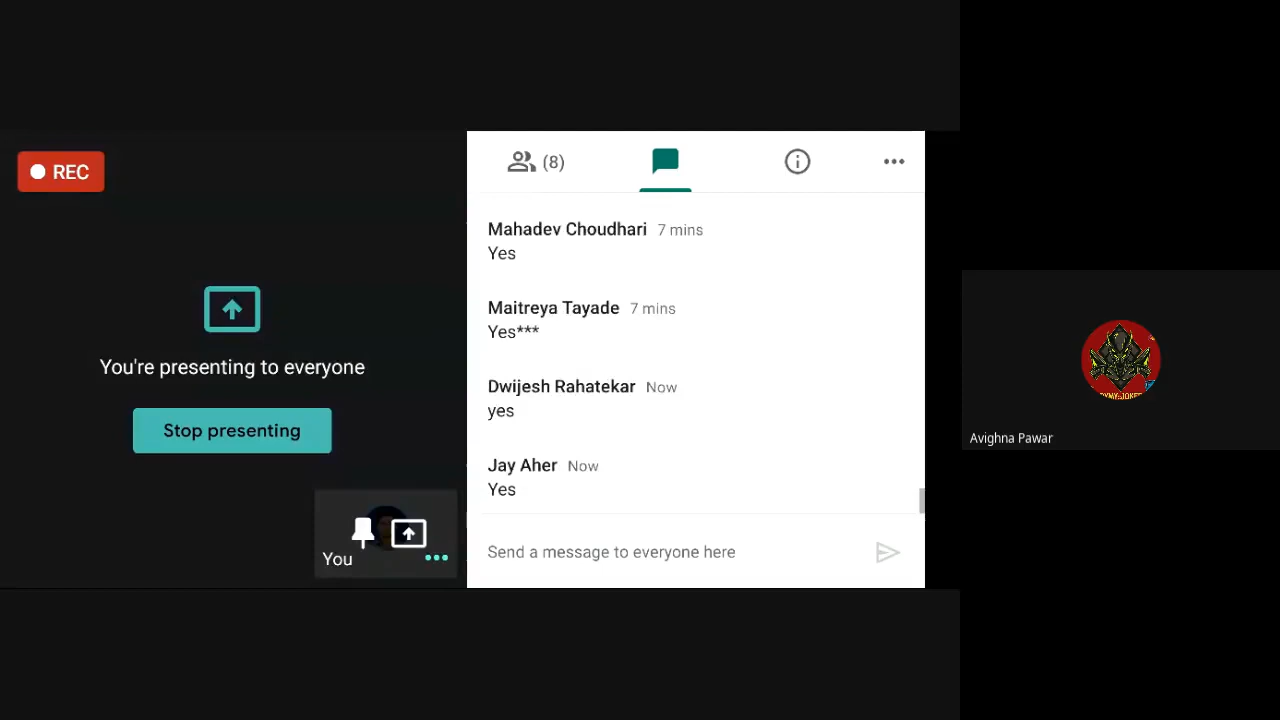 REC
You're presenting to everyone
Stop presenting
You
(8)
Mahadev Choudhari 7 mins
Yes
Maitreya Tayade 7 mins
Yes***
Dwijesh Rahatekar Now
yes
Jay Aher Now
Yes
Send a message to everyone here
Avighna Pawar